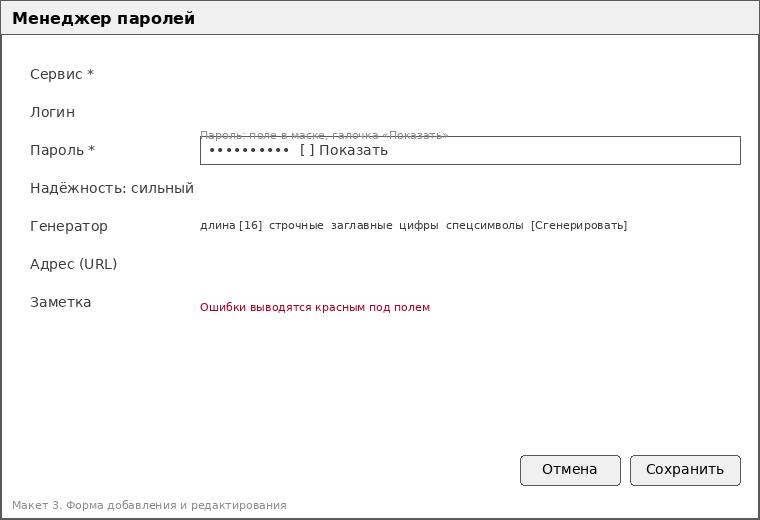 Менеджер паролей
Сервис *
Логин
Пароль: поле в маске, галочка «Показать»
Пароль * •••••••••• [ ] Показать
Надёжность: сильный
Генератор длина [16] строчные заглавные цифры спецсимволы [Сгенерировать]
Адрес (URL)
Заметка
Ошибки выводятся красным под полем
Отмена Сохранить
Макет 3. Форма добавления и редактирования